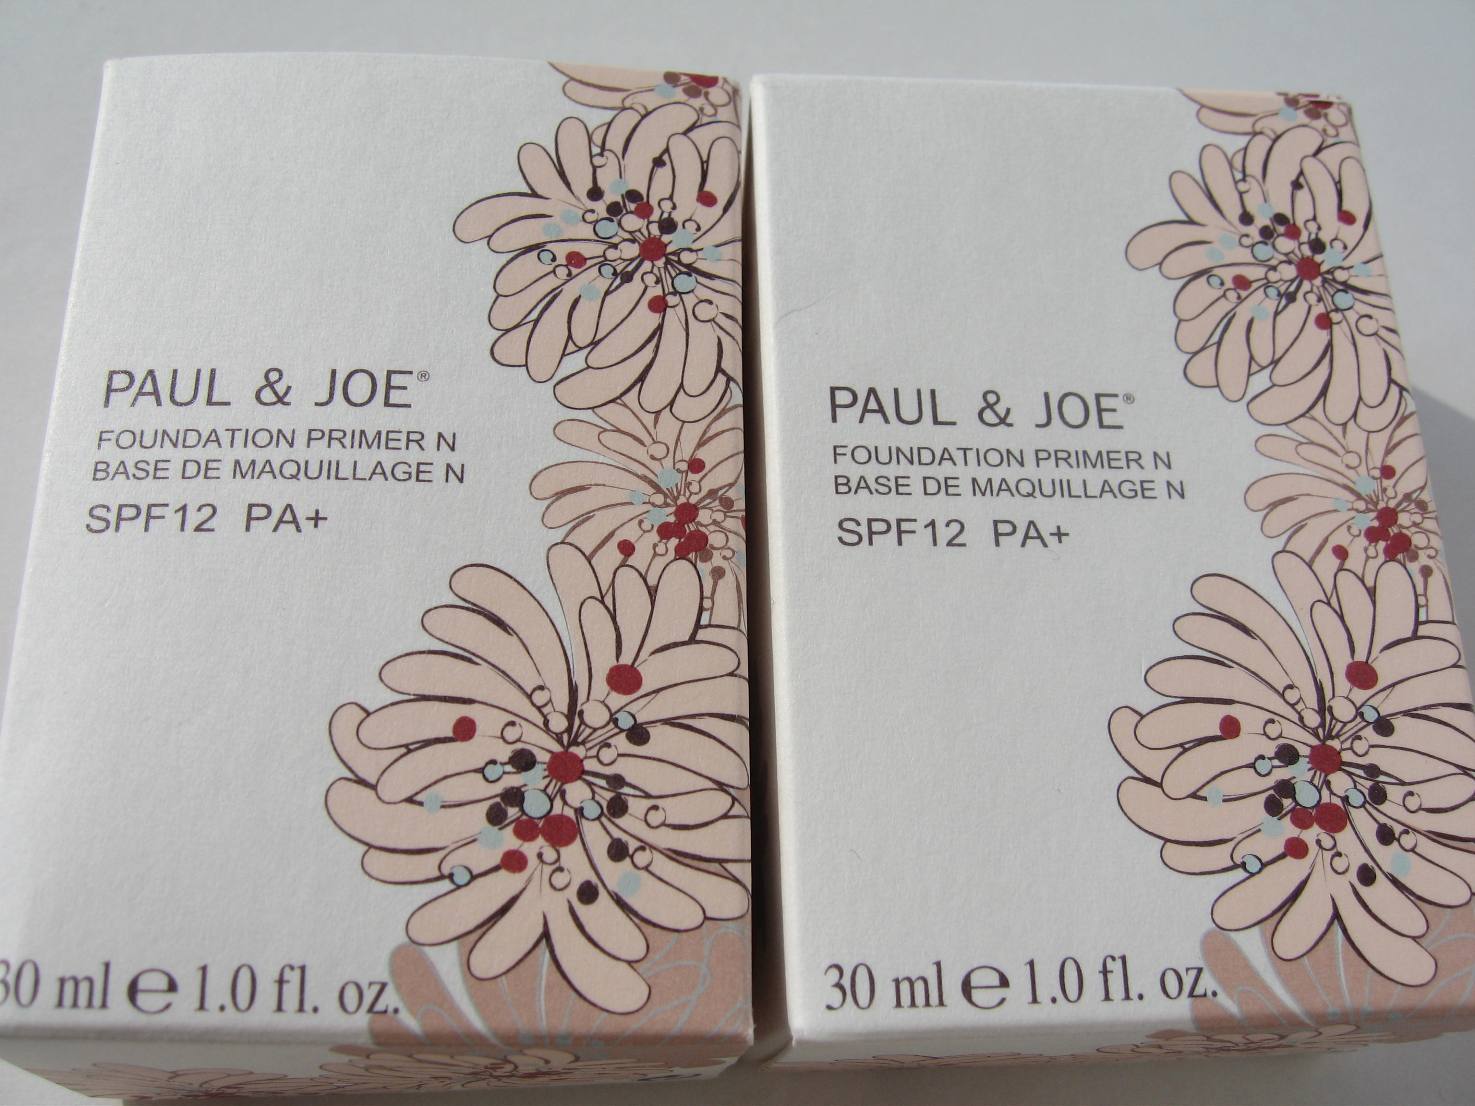 PAUL & JOE®
FOUNDATION PRIMER N
BASE DE MAQUILLAGE N
SPF12 PA+
30 ml ℮ 1.0 fl. oz.
PAUL & JOE®
FOUNDATION PRIMER N
BASE DE MAQUILLAGE N
SPF12 PA+
30 ml ℮ 1.0 fl. oz.